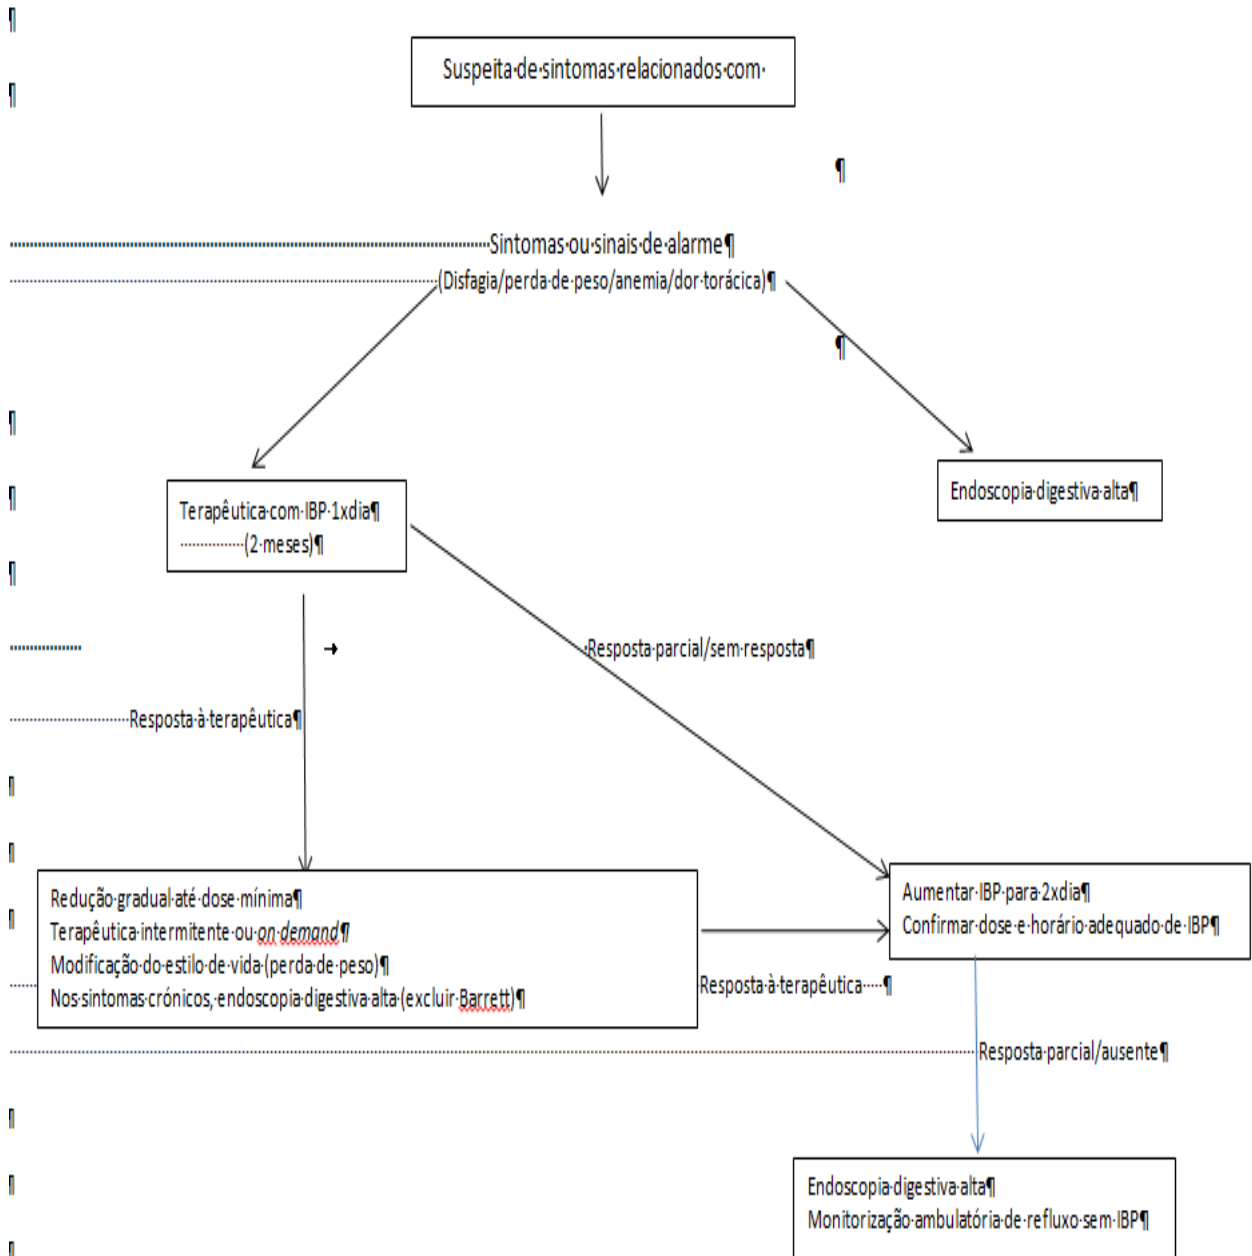 Suspeita de sintomas relacionados com
Sintomas ou sinais de alarme
(Disfagia/perda de peso/anemia/dor torácica)
Endoscopia digestiva alta
Terapêutica com IBP 1xdia
(2 meses)
Resposta parcial/sem resposta
Resposta à terapêutica
Redução gradual até dose mínima
Terapêutica intermitente ou on demand
Modificação do estilo de vida (perda de peso)
Nos sintomas crónicos, endoscopia digestiva alta (excluir Barrett)
Aumentar IBP para 2xdia
Confirmar dose e horário adequado de IBP
Resposta à terapêutica
Resposta parcial/ausente
Endoscopia digestiva alta
Monitorização ambulatória de refluxo sem IBP